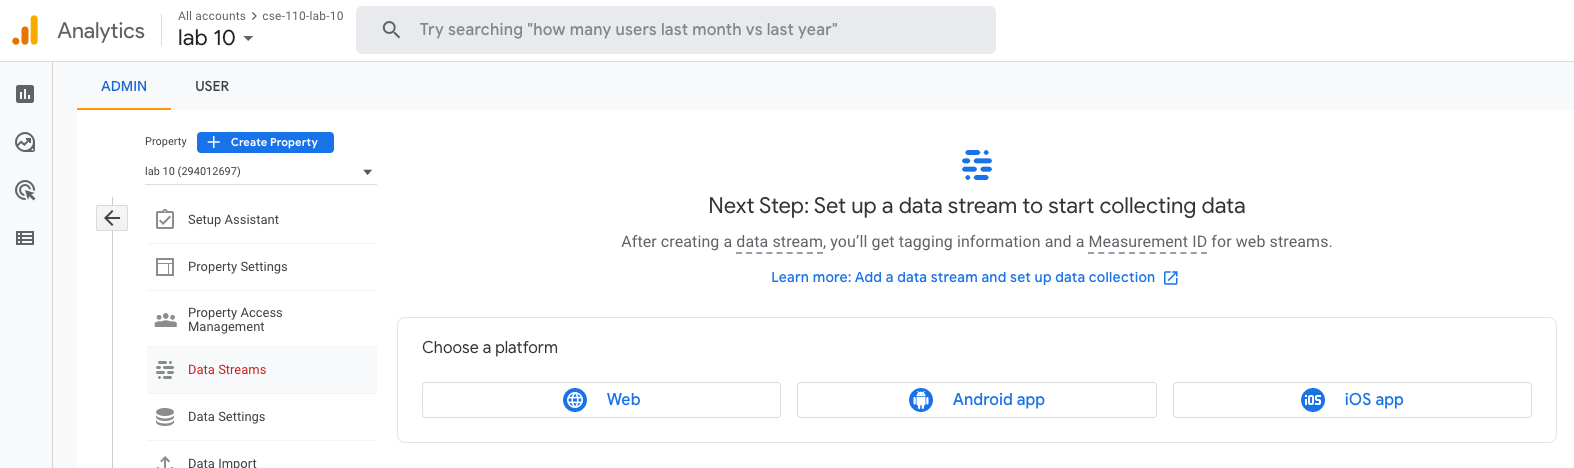 Analytics
All accounts > cse-110-lab-10
lab 10
Try searching "how many users last month vs last year"
ADMIN
USER
Property
Create Property
lab 10 (294012697)
Setup Assistant
Property Settings
Property Access
Management
Data Streams
Data Settings
Data Import
Next Step: Set up a data stream to start collecting data
After creating a data stream, you'll get tagging information and a Measurement ID for web streams.
Learn more: Add a data stream and set up data collection
Choose a platform
Web
Android app
iOS
iOS app